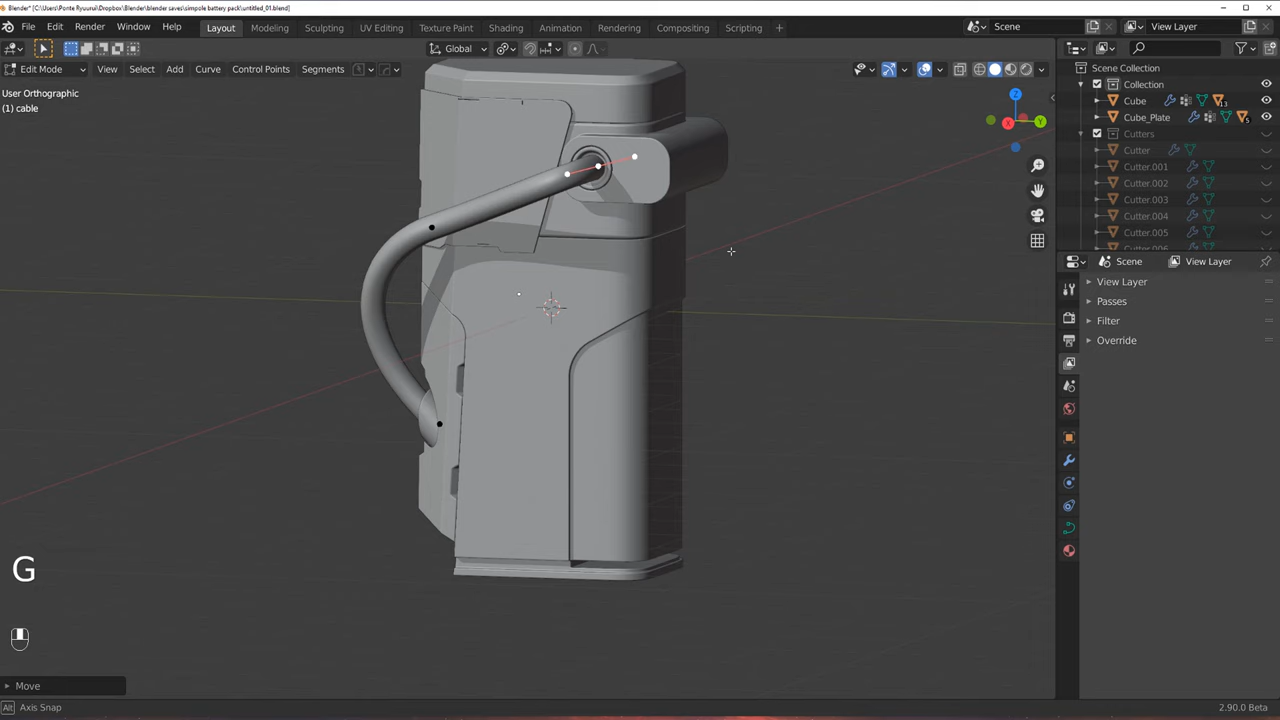 Blender* [C:\Users\Ponte Ryuurui\Dropbox\Blender\blender saves\simpole battery pack\untitled_01.blend]
File Edit Render Window Help Layout Modeling Sculpting UV Editing Texture Paint Shading Animation Rendering Compositing Scripting + Scene View Layer
Edit Mode View Select Add Curve Control Points Segments Global
User Orthographic
(1) cable
Scene Collection
Collection
Cube 13
Cube_Plate 5
Cutters
Cutter
Cutter.001
Cutter.002
Cutter.003
Cutter.004
Cutter.005
Cutter.006
Z
X
Y
Scene View Layer
View Layer
Passes
Filter
Override
G
Move
Alt Axis Snap 2.90.0 Beta